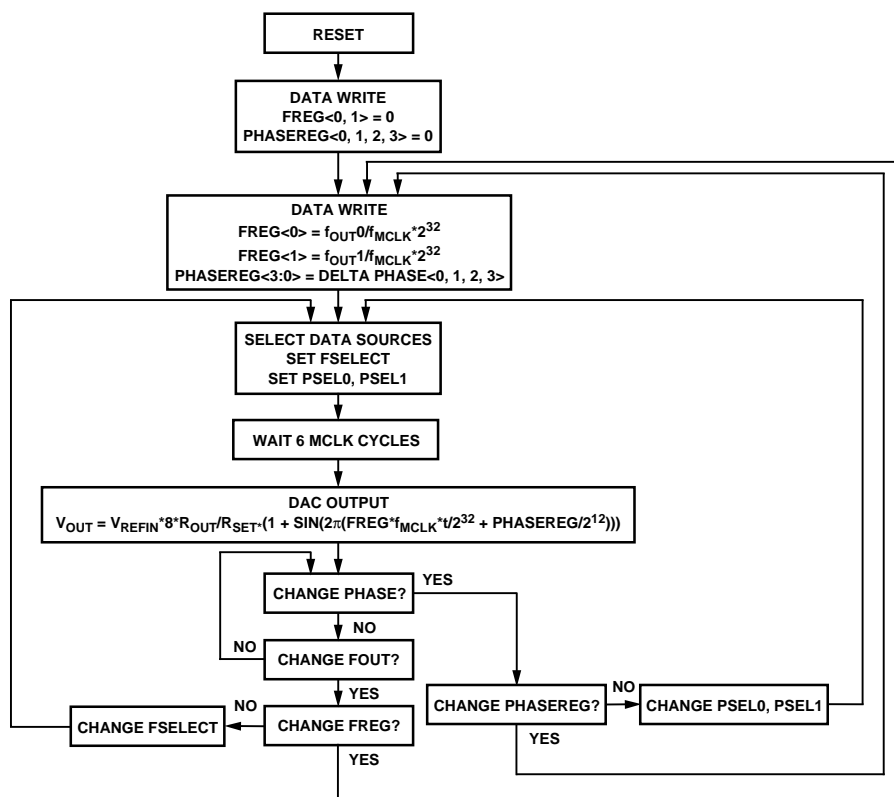 RESET
DATA WRITE
FREG<0, 1> = 0
PHASEREG<0, 1, 2, 3> = 0
DATA WRITE
FREG<0> = fOUT0/fMCLK*2^32
FREG<1> = fOUT1/fMCLK*2^32
PHASEREG<3:0> = DELTA PHASE<0, 1, 2, 3>
SELECT DATA SOURCES
SET FSELECT
SET PSEL0, PSEL1
WAIT 6 MCLK CYCLES
DAC OUTPUT
VOUT = VREFIN*8*ROUT/RSET*(1 + SIN(2π(FREG*fMCLK*t/2^32 + PHASEREG/2^12)))
CHANGE PHASE?
YES
NO
NO
CHANGE FOUT?
YES
CHANGE PHASEREG?
NO
CHANGE PSEL0, PSEL1
YES
NO
CHANGE FSELECT
CHANGE FREG?
YES